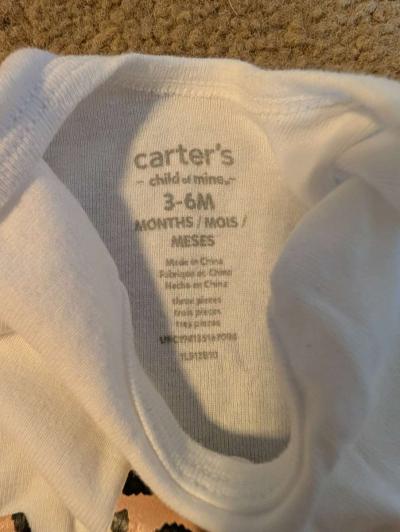 carter's
child of mine
3-6M
MONTHS / MOIS /
MESES
Made in China
Fabriqué en Chine
Hecho en China
three pieces
trois pièces
tres piezas